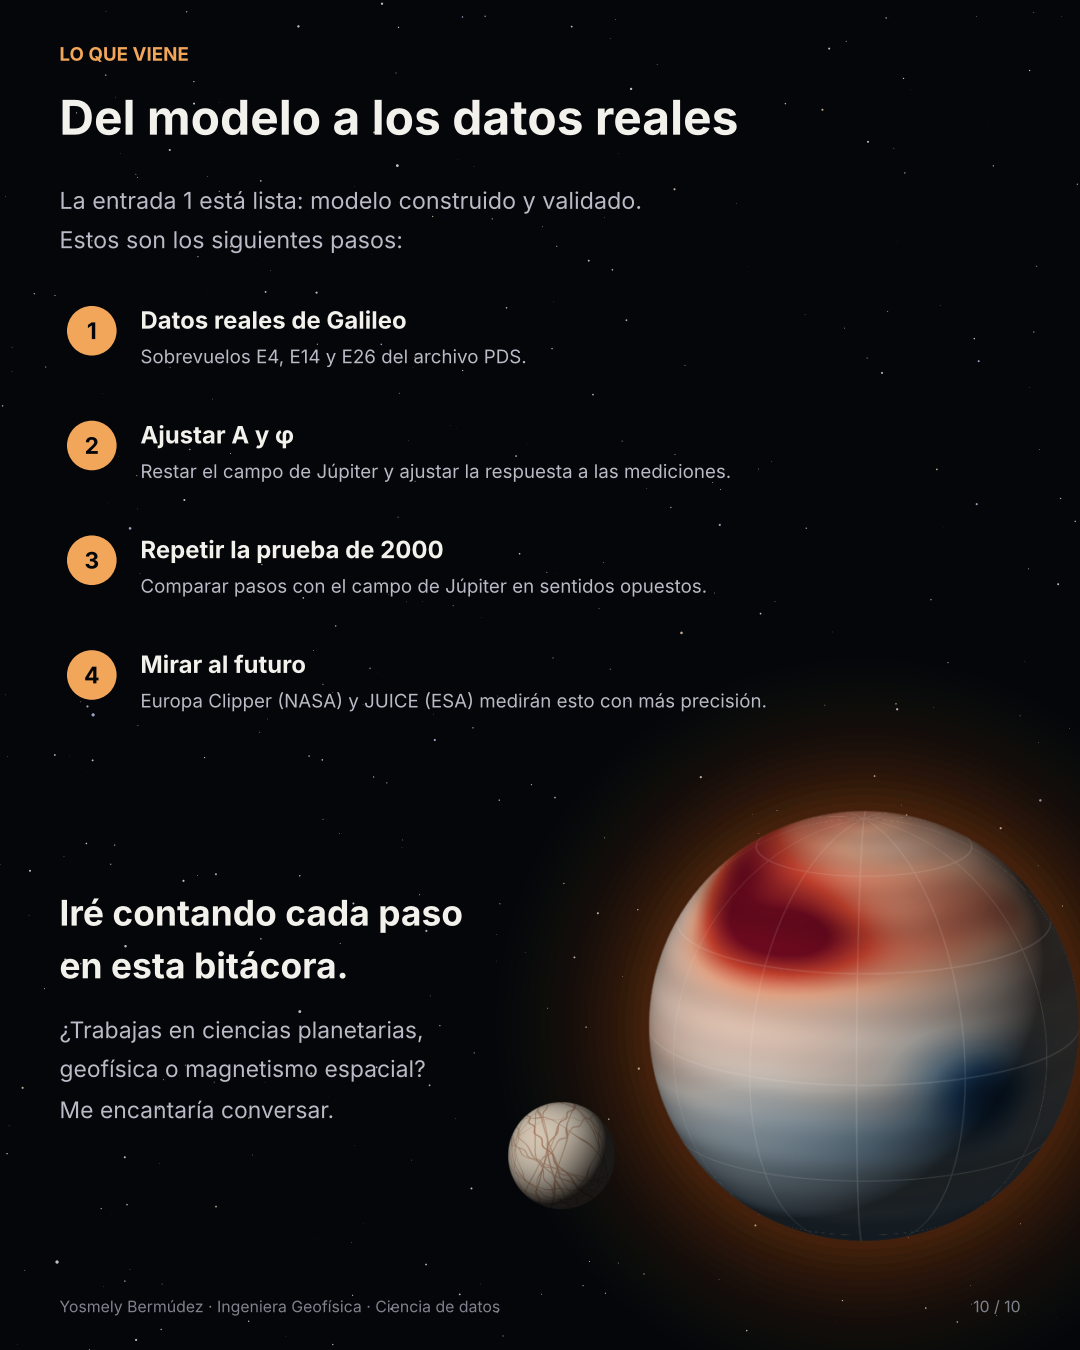 LO QUE VIENE
Del modelo a los datos reales
La entrada 1 está lista: modelo construido y validado.
Estos son los siguientes pasos:
1
Datos reales de Galileo
Sobrevuelos E4, E14 y E26 del archivo PDS.
2
Ajustar A y φ
Restar el campo de Júpiter y ajustar la respuesta a las mediciones.
3
Repetir la prueba de 2000
Comparar pasos con el campo de Júpiter en sentidos opuestos.
4
Mirar al futuro
Europa Clipper (NASA) y JUICE (ESA) medirán esto con más precisión.
Iré contando cada paso
en esta bitácora.
¿Trabajas en ciencias planetarias,
geofísica o magnetismo espacial?
Me encantaría conversar.
Yosmely Bermúdez · Ingeniera Geofísica · Ciencia de datos
10 / 10